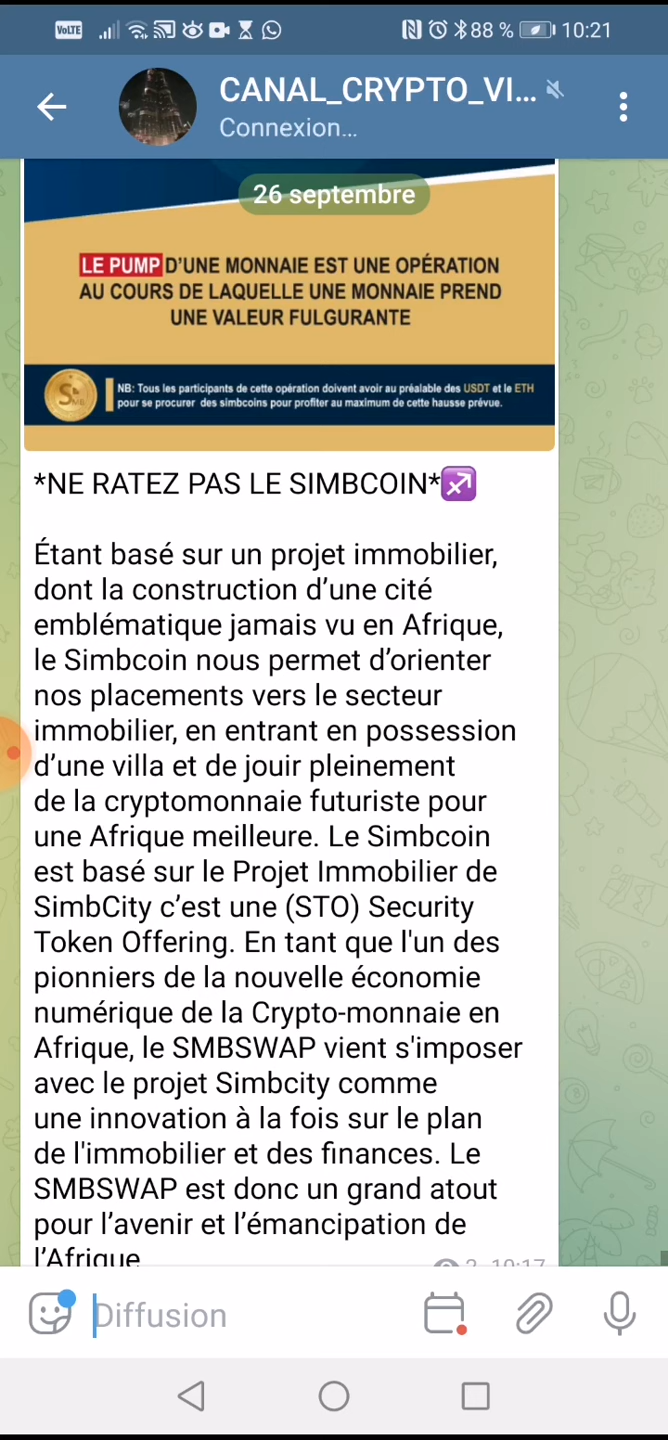 VoLTE
88 %
10:21
CANAL_CRYPTO_VI...
Connexion...
26 septembre
LE PUMP D'UNE MONNAIE EST UNE OPÉRATION
AU COURS DE LAQUELLE UNE MONNAIE PREND
UNE VALEUR FULGURANTE
NB: Tous les participants de cette opération doivent avoir au préalable des USDT et le ETH
pour se procurer des simbcoins pour profiter au maximum de cette hausse prévue.
*NE RATEZ PAS LE SIMBCOIN*♐
Étant basé sur un projet immobilier,
dont la construction d’une cité
emblématique jamais vu en Afrique,
le Simbcoin nous permet d’orienter
nos placements vers le secteur
immobilier, en entrant en possession
d’une villa et de jouir pleinement
de la cryptomonnaie futuriste pour
une Afrique meilleure. Le Simbcoin
est basé sur le Projet Immobilier de
SimbCity c’est une (STO) Security
Token Offering. En tant que l'un des
pionniers de la nouvelle économie
numérique de la Crypto-monnaie en
Afrique, le SMBSWAP vient s'imposer
avec le projet Simbcity comme
une innovation à la fois sur le plan
de l'immobilier et des finances. Le
SMBSWAP est donc un grand atout
pour l’avenir et l’émancipation de
l’Afrique
2 10:17
Diffusion